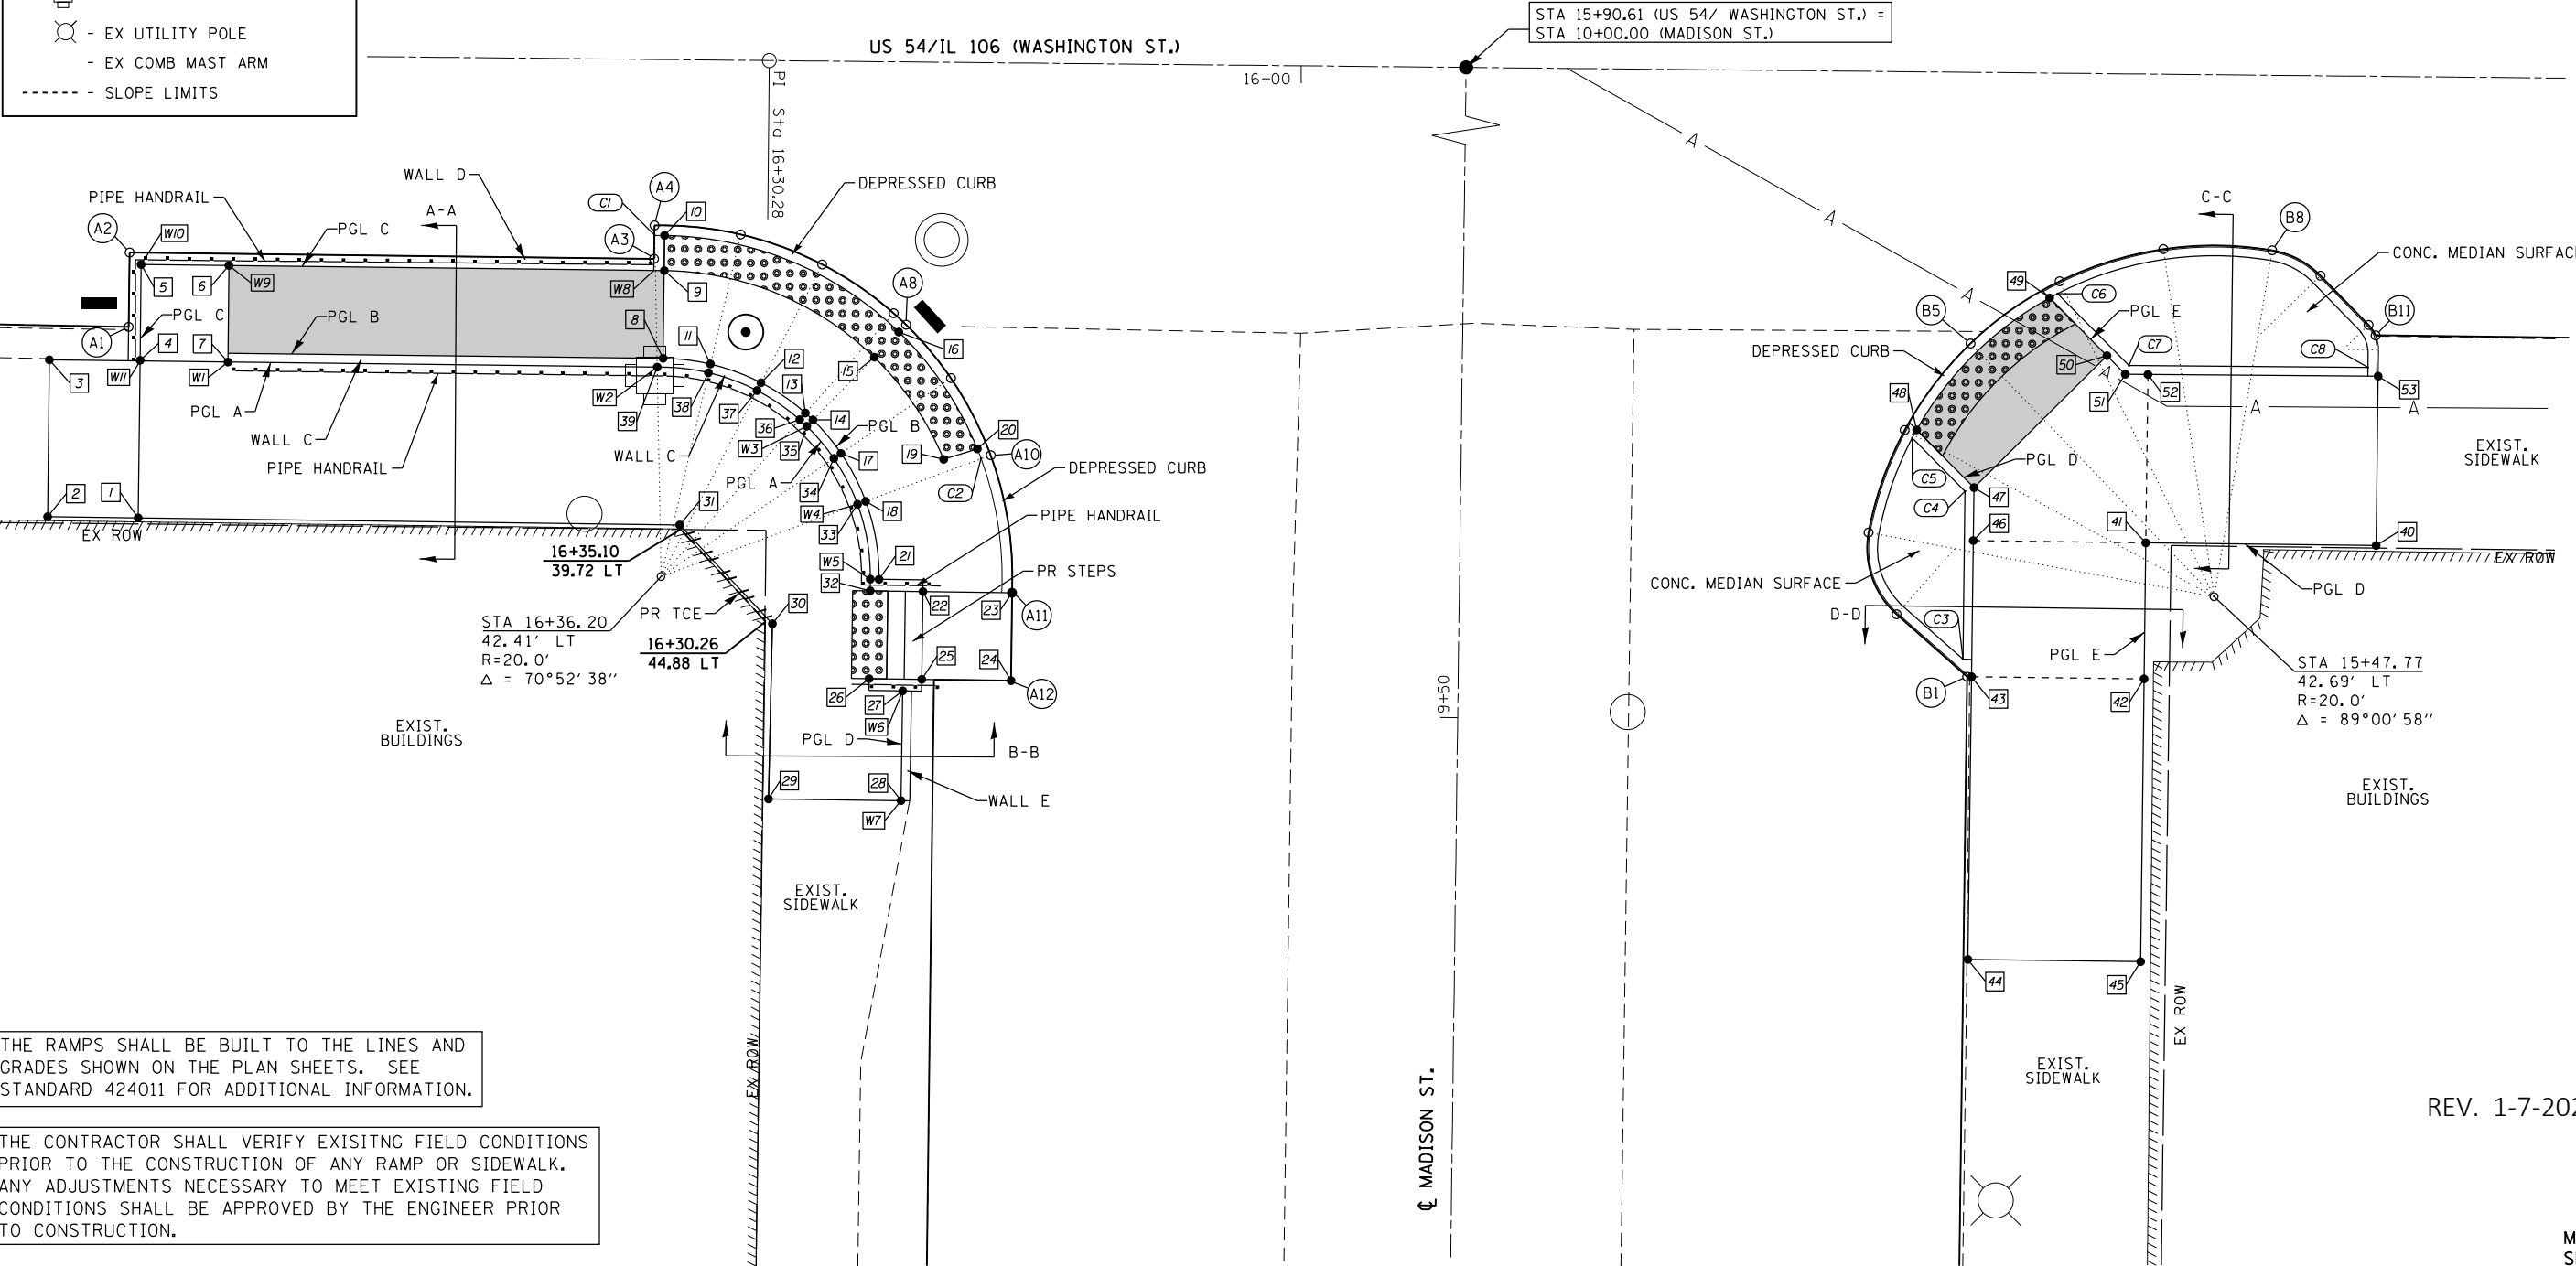 - EX UTILITY POLE
- EX COMB MAST ARM
------ - SLOPE LIMITS
US 54/IL 106 (WASHINGTON ST.)
STA 15+90.61 (US 54/ WASHINGTON ST.) =
STA 10+00.00 (MADISON ST.)
16+00
PI Sta 16+30.28
A
A
A
A
A
A
WALL D
PIPE HANDRAIL
A-A
PGL C
DEPRESSED CURB
C1
A4
10
A2
W10
A3
A8
5
6
W9
W8
9
PGL C
PGL B
8
11
12
16
A1
4
7
13
15
3
W11
W1
PGL A
W2
39
38
37
36
14
W3
35
PGL B
20
19
A10
WALL C
PIPE HANDRAIL
WALL C
PGL A
17
34
C2
DEPRESSED CURB
2
1
31
W4
18
33
PIPE HANDRAIL
EX ROW
16+35.10
39.72 LT
W5
21
32
PR STEPS
22
23
A11
PR TCE
30
STA 16+36.20
42.41' LT
R=20.0'
Δ = 70°52'38"
16+30.26
44.88 LT
25
24
A12
26
27
W6
PGL D
B-B
EXIST.
BUILDINGS
29
28
W7
WALL E
EXIST.
SIDEWALK
EX ROW
9+50
℄ MADISON ST.
C-C
B8
CONC. MEDIAN SURFACE
49
C6
PGL E
B5
B11
DEPRESSED CURB
50
C7
C8
51
52
53
48
EXIST.
SIDEWALK
C5
PGL D
47
C4
46
41
40
EX ROW
CONC. MEDIAN SURFACE
PGL D
D-D
C3
PGL E
STA 15+47.77
42.69' LT
R=20.0'
Δ = 89°00'58"
B1
43
42
EXIST.
BUILDINGS
44
45
EX ROW
EXIST.
SIDEWALK
THE RAMPS SHALL BE BUILT TO THE LINES AND
GRADES SHOWN ON THE PLAN SHEETS. SEE
STANDARD 424011 FOR ADDITIONAL INFORMATION.
THE CONTRACTOR SHALL VERIFY EXISITNG FIELD CONDITIONS
PRIOR TO THE CONSTRUCTION OF ANY RAMP OR SIDEWALK.
ANY ADJUSTMENTS NECESSARY TO MEET EXISTING FIELD
CONDITIONS SHALL BE APPROVED BY THE ENGINEER PRIOR
TO CONSTRUCTION.
REV. 1-7-202